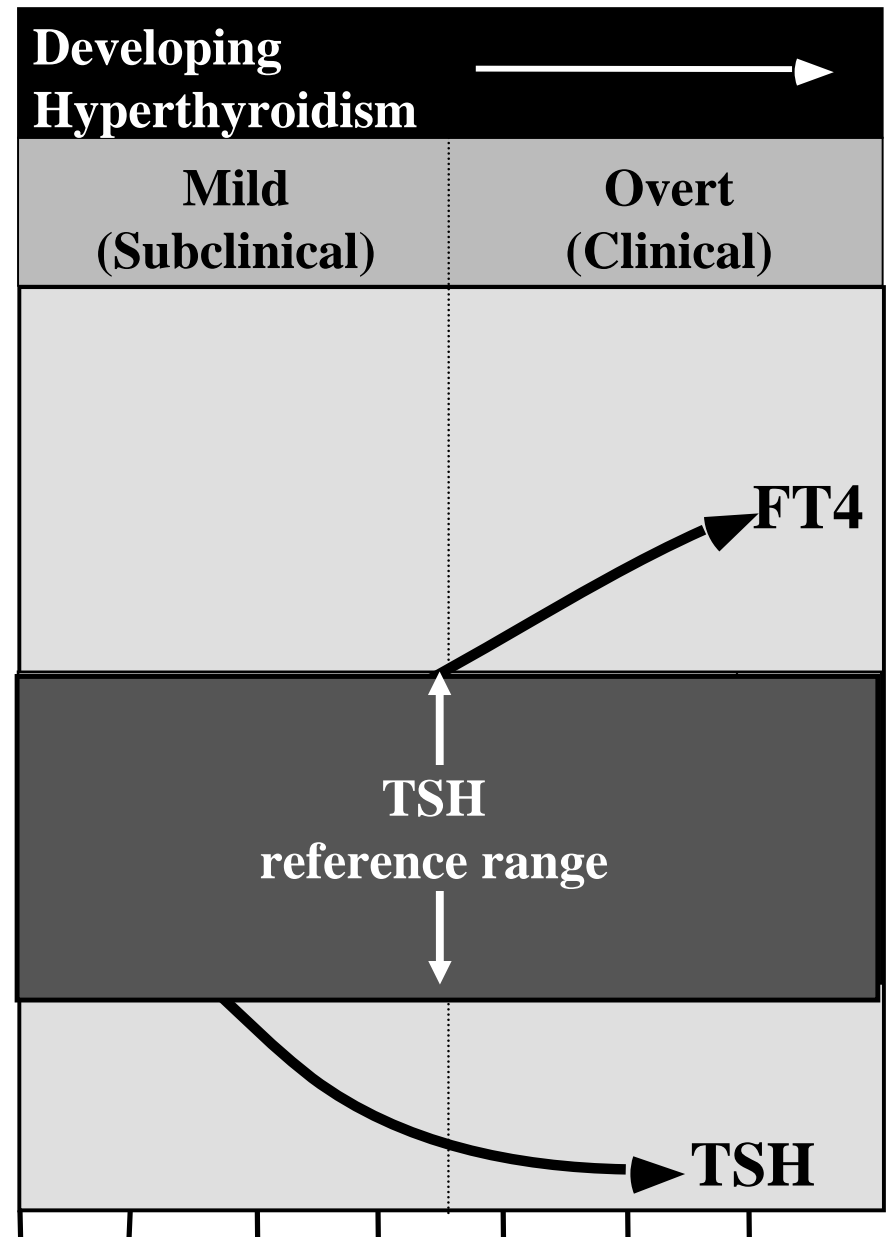 Developing
Hyperthyroidism
Mild
(Subclinical)
Overt
(Clinical)
FT4
TSH
reference range
TSH